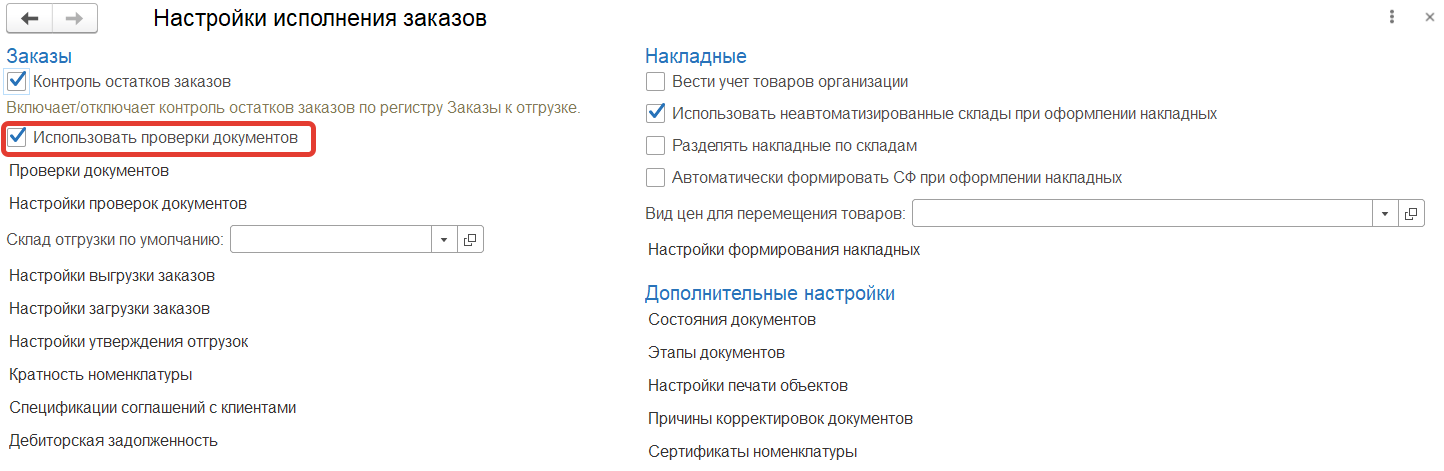 Настройки исполнения заказов
Заказы
Контроль остатков заказов
Включает/отключает контроль остатков заказов по регистру Заказы к отгрузке.
Использовать проверки документов
Проверки документов
Настройки проверок документов
Склад отгрузки по умолчанию:
Настройки выгрузки заказов
Настройки загрузки заказов
Настройки утверждения отгрузок
Кратность номенклатуры
Спецификации соглашений с клиентами
Дебиторская задолженность
Накладные
Вести учет товаров организации
Использовать неавтоматизированные склады при оформлении накладных
Разделять накладные по складам
Автоматически формировать СФ при оформлении накладных
Вид цен для перемещения товаров:
Настройки формирования накладных
Дополнительные настройки
Состояния документов
Этапы документов
Настройки печати объектов
Причины корректировок документов
Сертификаты номенклатуры